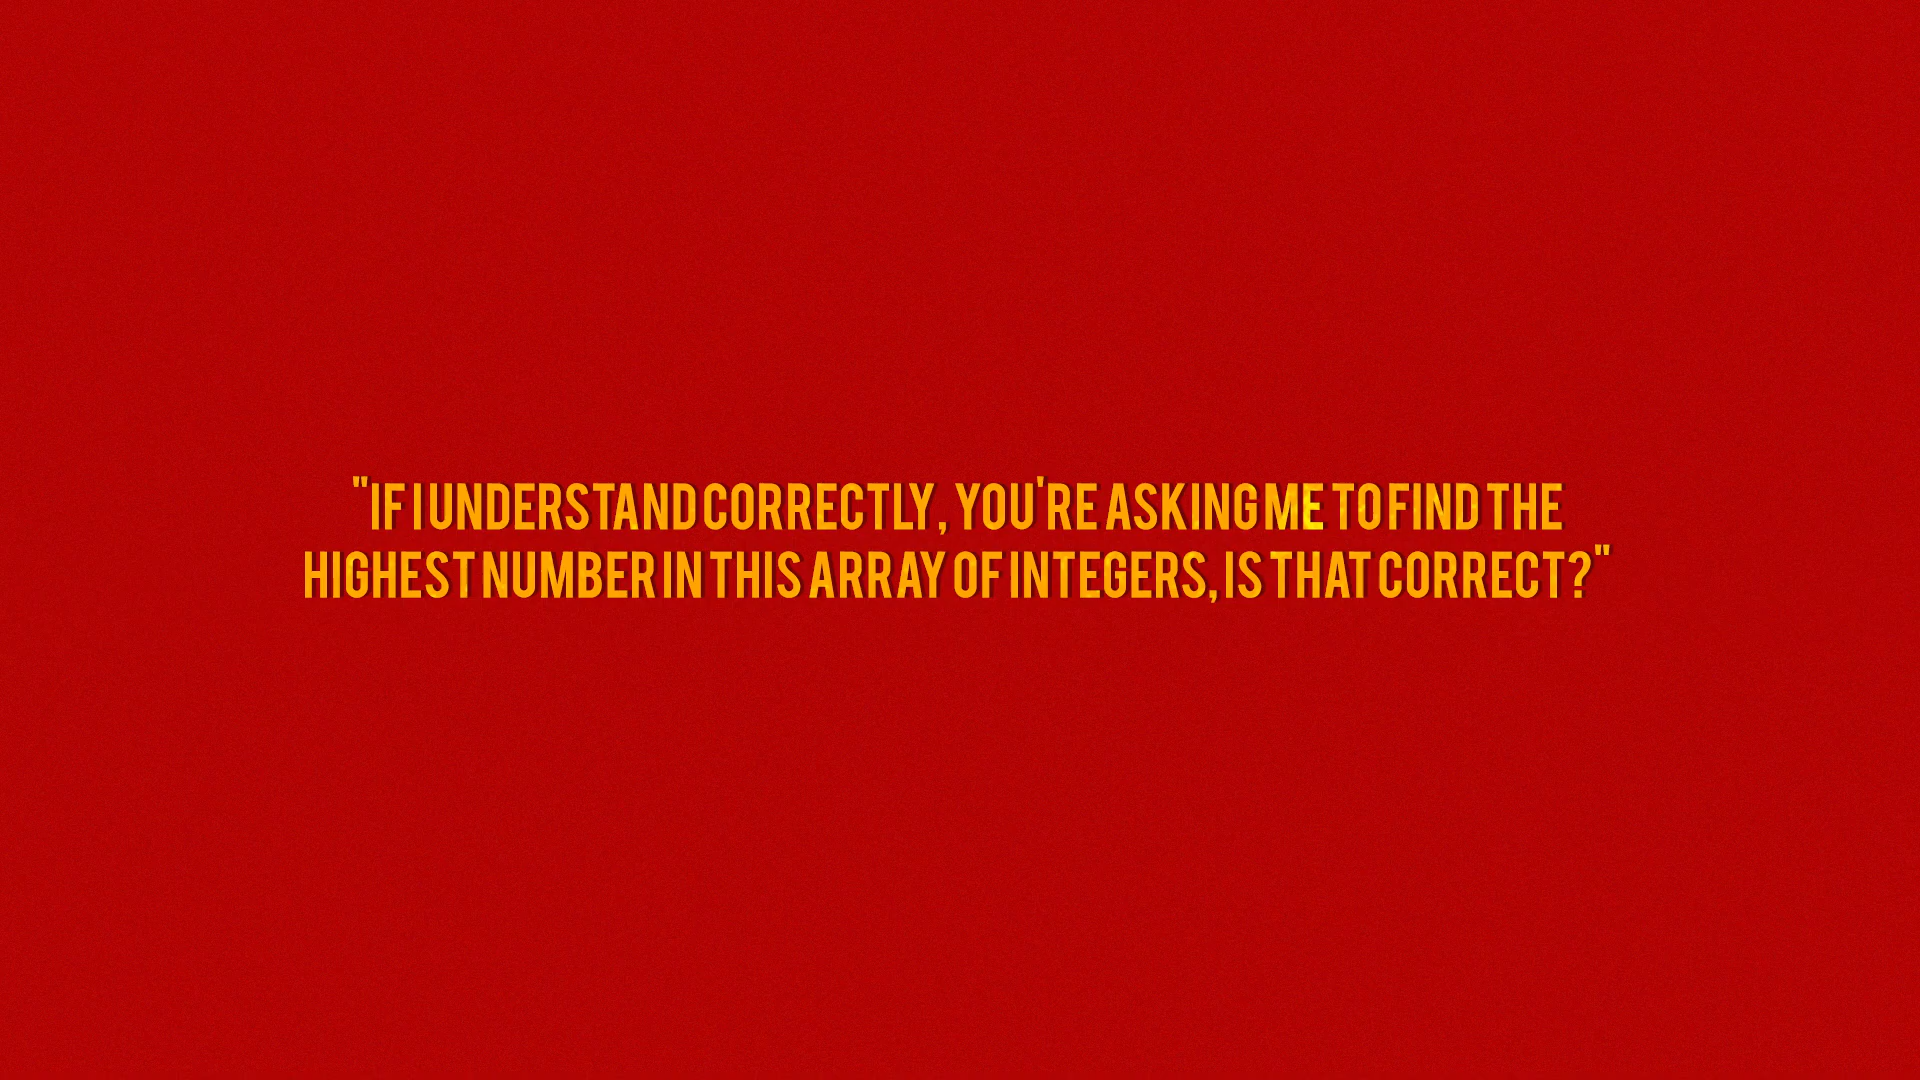 "IF I UNDERSTAND CORRECTLY, YOU'RE ASKING ME TO FIND THE
HIGHEST NUMBER IN THIS ARRAY OF INTEGERS, IS THAT CORRECT?"